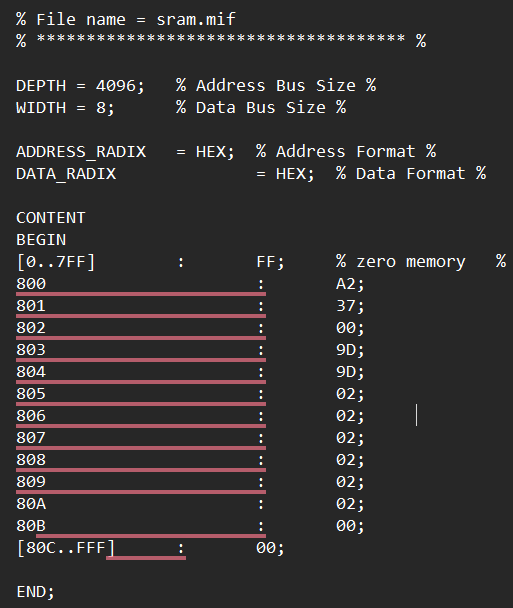 % File name = sram.mif
% ************************************* %
DEPTH = 4096; % Address Bus Size %
WIDTH = 8; % Data Bus Size %
ADDRESS_RADIX = HEX; % Address Format %
DATA_RADIX = HEX; % Data Format %
CONTENT
BEGIN
[0..7FF] : FF; % zero memory %
800 : A2;
801 : 37;
802 : 00;
803 : 9D;
804 : 9D;
805 : 02;
806 : 02;
807 : 02;
808 : 02;
809 : 02;
80A : 02;
80B : 00;
[80C..FFF] : 00;
END;